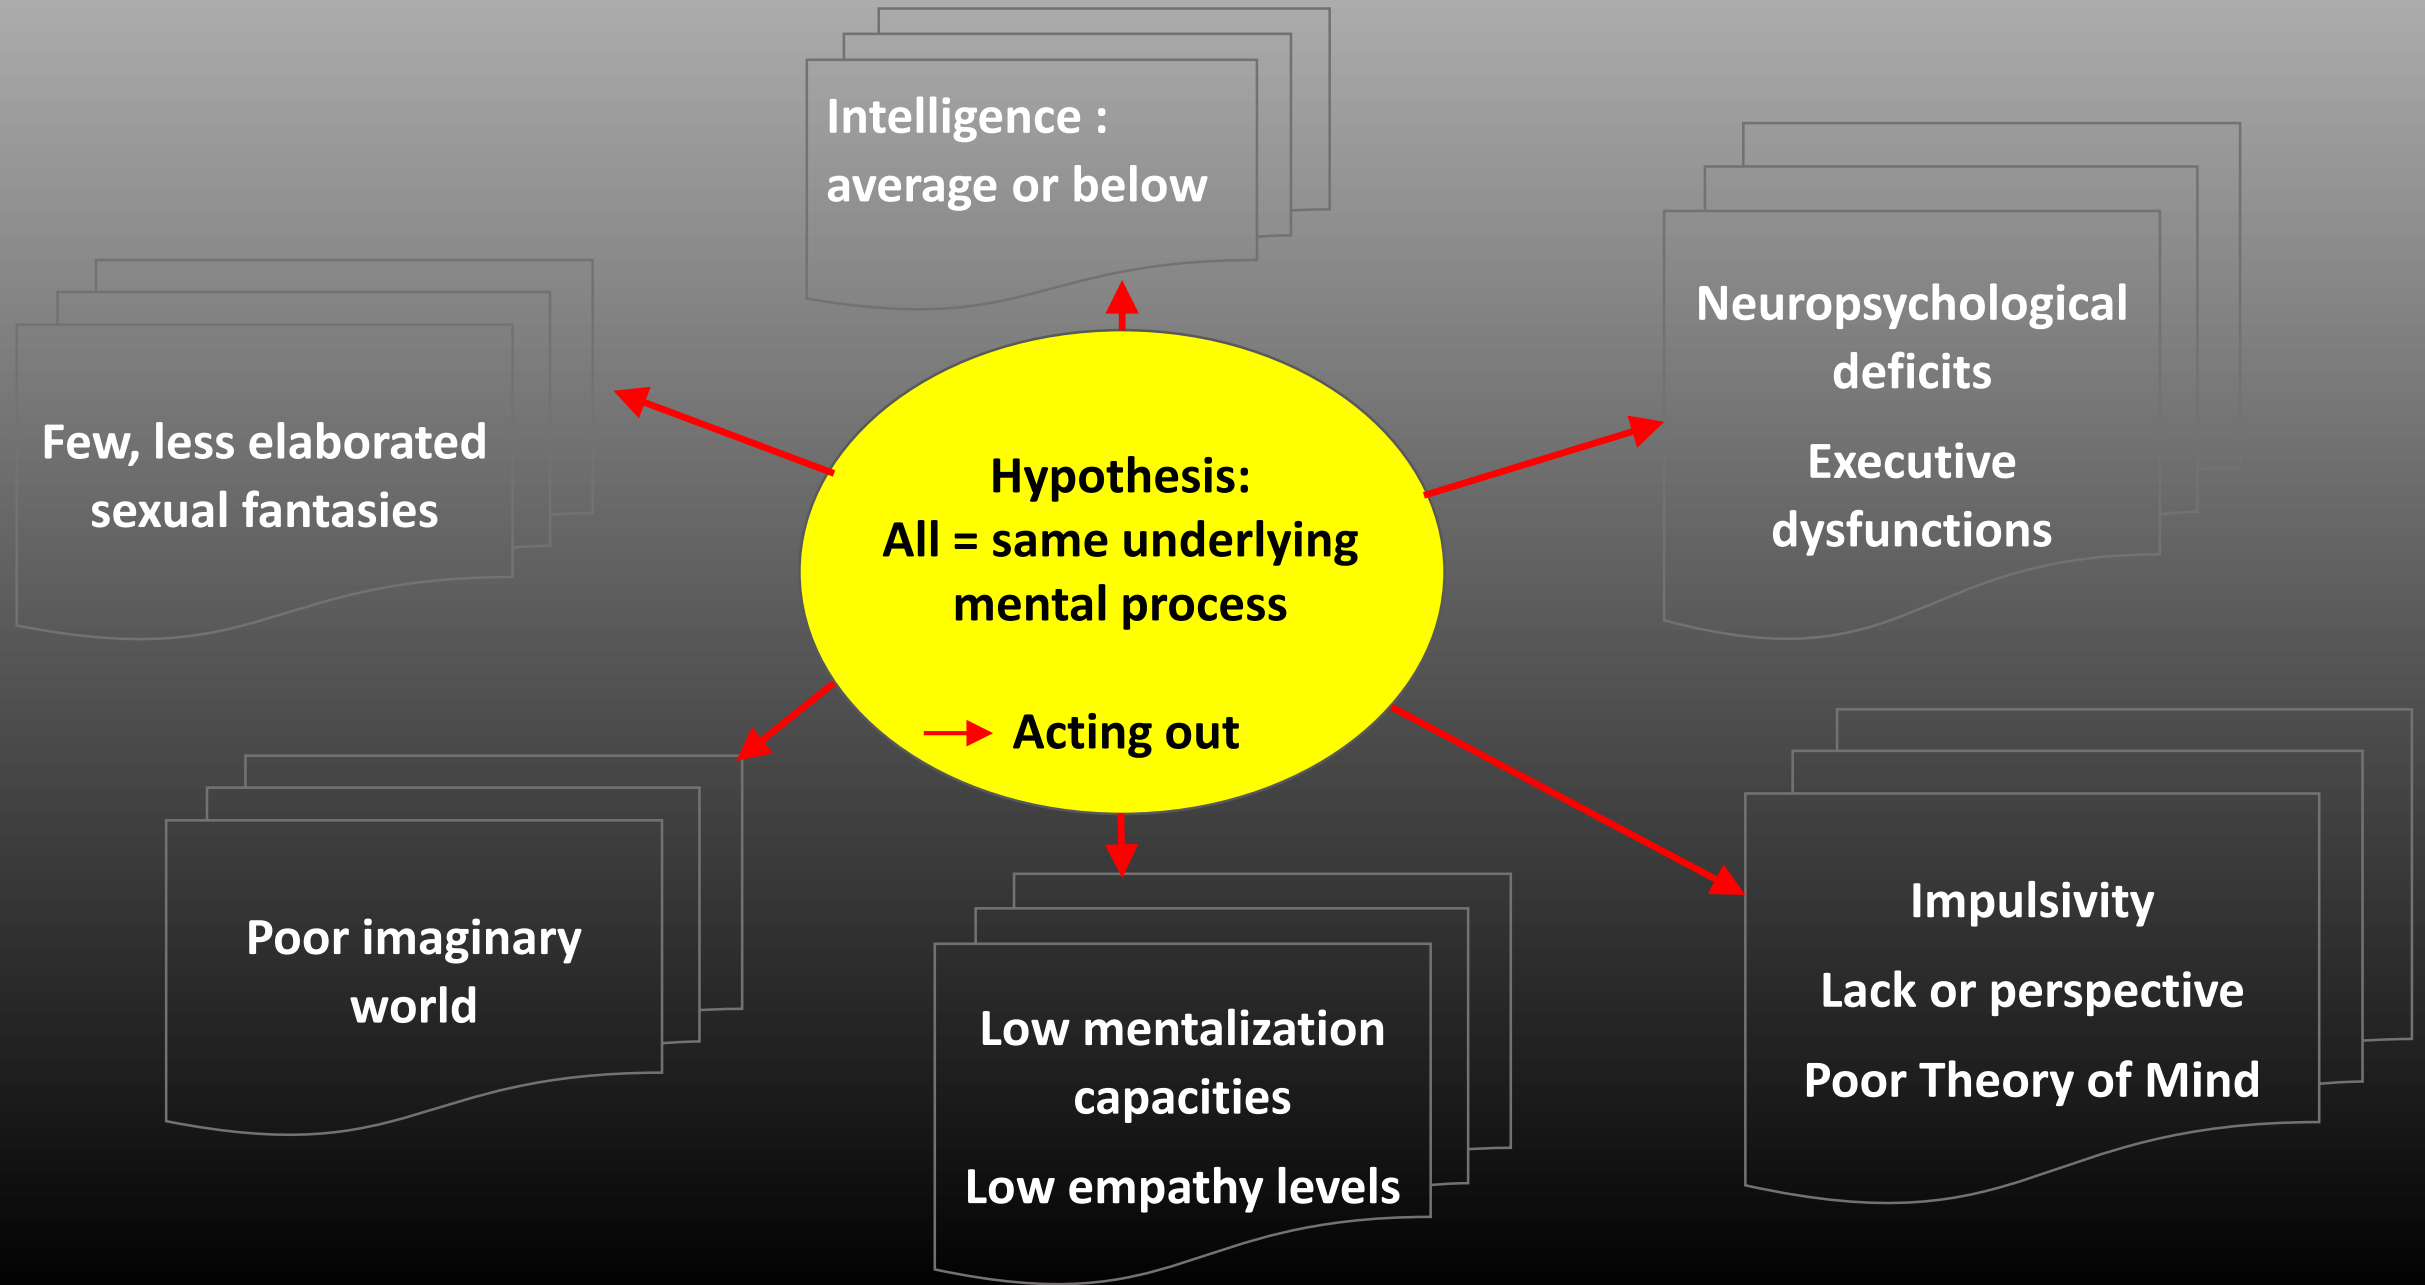 Intelligence :
average or below
Neuropsychological
deficits
Executive
dysfunctions
Few, less elaborated
sexual fantasies
Hypothesis:
All = same underlying
mental process
Acting out
Impulsivity
Lack or perspective
Poor Theory of Mind
Poor imaginary
world
Low mentalization
capacities
Low empathy levels